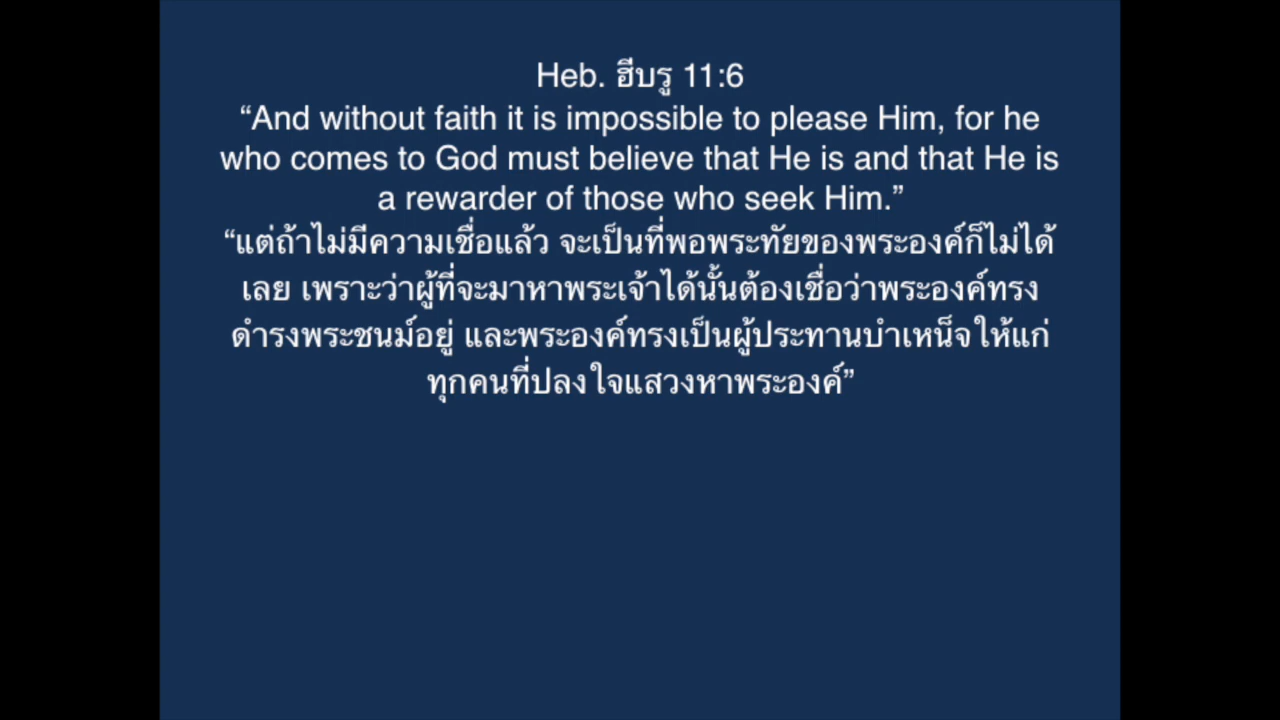 Heb. ฮีบรู 11:6
“And without faith it is impossible to please Him, for he
who comes to God must believe that He is and that He is
a rewarder of those who seek Him.”
“แต่ถ้าไม่มีความเชื่อแล้ว จะเป็นที่พอพระทัยของพระองค์ก็ไม่ได้
เลย เพราะว่าผู้ที่จะมาหาพระเจ้าได้นั้นต้องเชื่อว่าพระองค์ทรง
ดำรงพระชนม์อยู่ และพระองค์ทรงเป็นผู้ประทานบำเหน็จให้แก่
ทุกคนที่ปลงใจแสวงหาพระองค์”